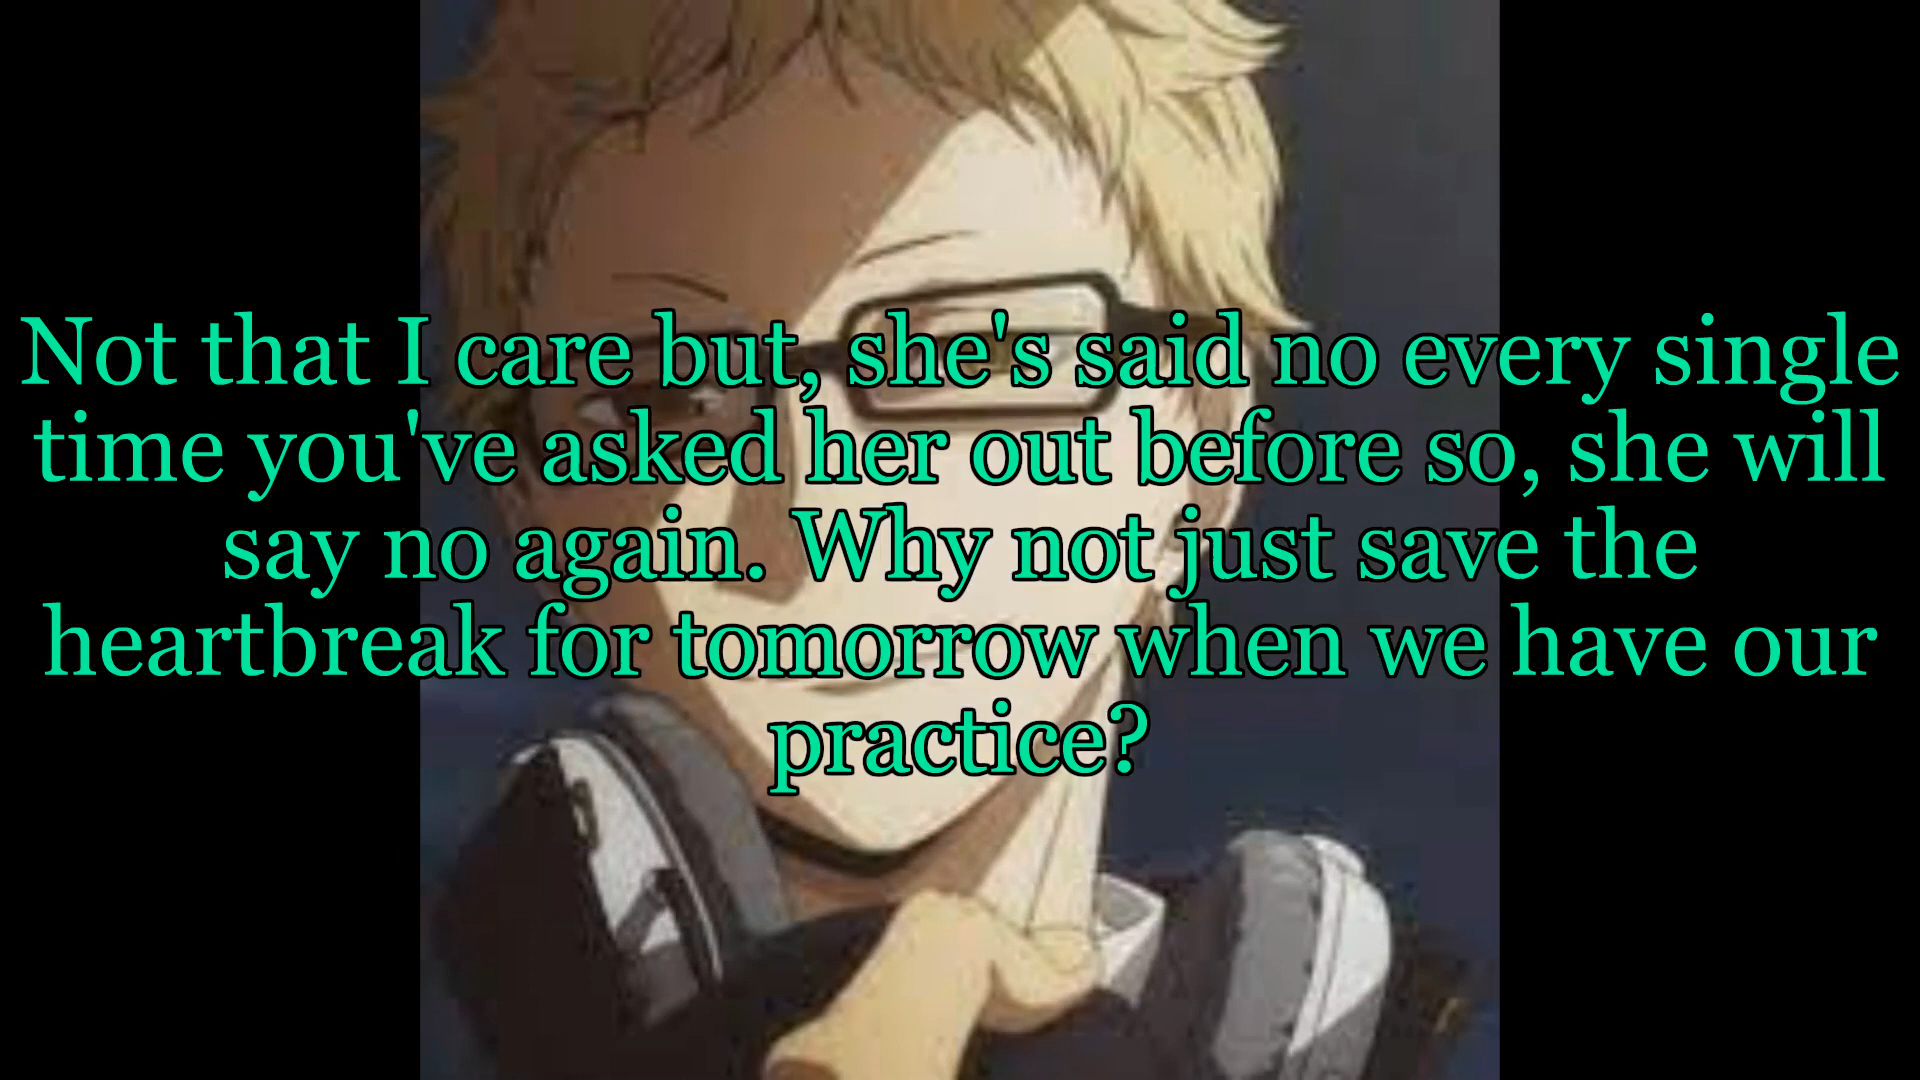 Not that I care but, she's said no every single
time you've asked her out before so, she will
say no again. Why not just save the
heartbreak for tomorrow when we have our
practice?